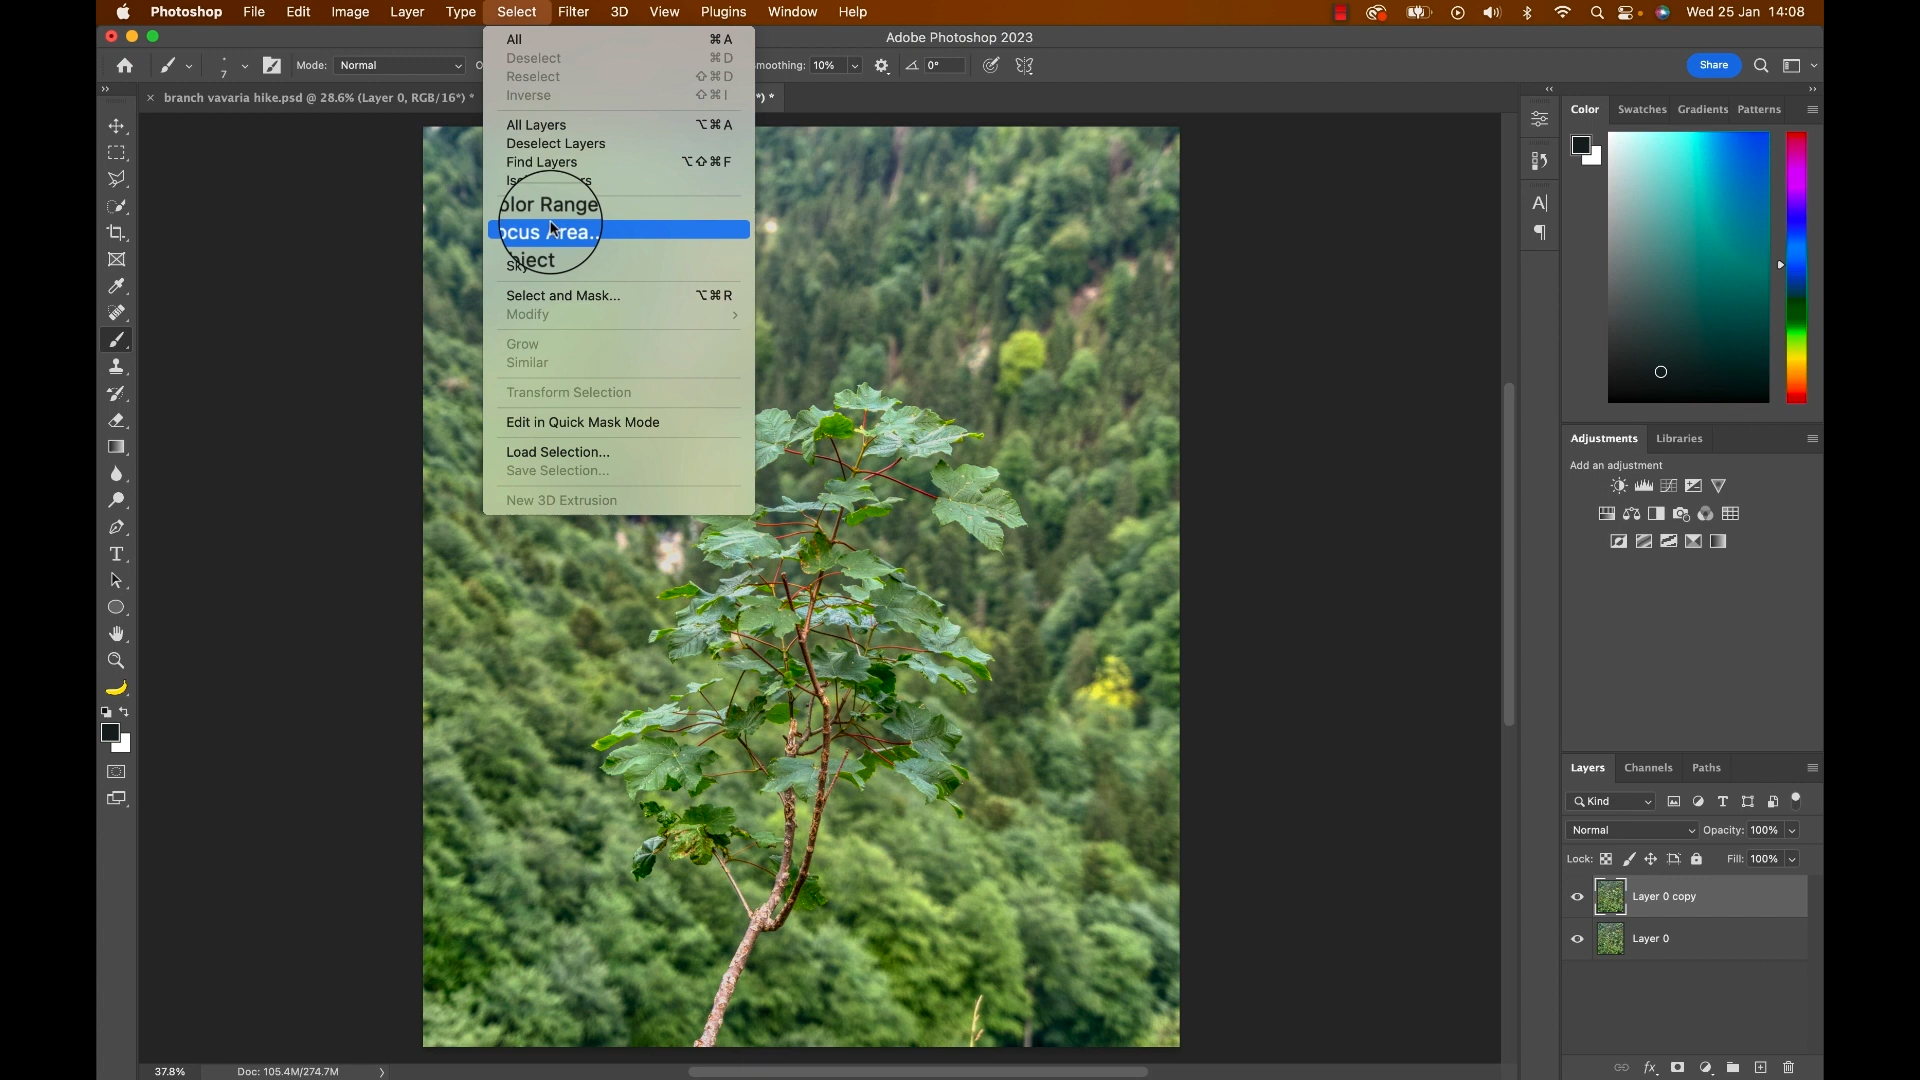 Photoshop File Edit Image Layer Type Select Filter 3D View Plugins Window Help Wed 25 Jan 14:08
Adobe Photoshop 2023
7 Mode: Normal moothing: 10% 0° Share
branch vavaria hike.psd @ 28.6% (Layer 0, RGB/16*) * *) *
All ⌘A
Deselect ⌘D
Reselect ⇧⌘D
Inverse ⇧⌘I
All Layers ⌥⌘A
Deselect Layers
Find Layers ⌥⇧⌘F
olor Range
ocus Area..
Sky
Select and Mask... ⌥⌘R
Modify
Grow
Similar
Transform Selection
Edit in Quick Mask Mode
Load Selection...
Save Selection...
New 3D Extrusion
Color Swatches Gradients Patterns
Adjustments Libraries
Add an adjustment
Layers Channels Paths
Kind
Normal Opacity: 100%
Lock: Fill: 100%
Layer 0 copy
Layer 0
37.8% Doc: 105.4M/274.7M